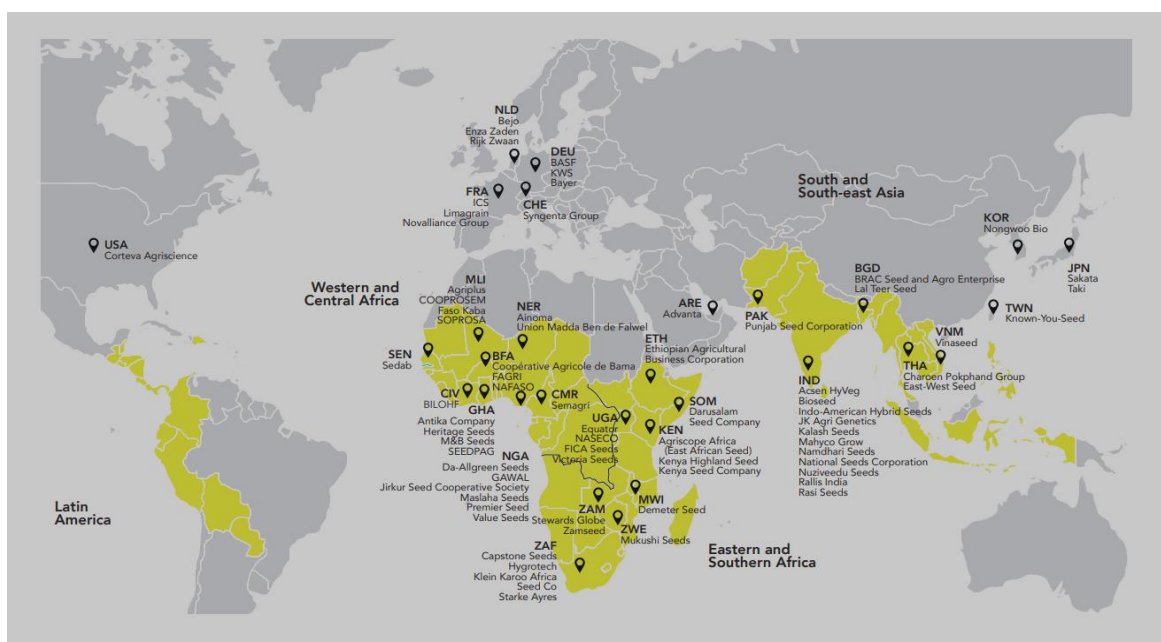 NLD
Bejo
Enza Zaden
Rijk Zwaan
DEU
BASF
KWS
Bayer
FRA
ICS
Limagrain
Novalliance Group
CHE
Syngenta Group
South and
South-east Asia
KOR
Nongwoo Bio
USA
Corteva Agriscience
JPN
Sakata
Taki
Western and
Central Africa
MLI
Agriplus
COOPROSEM
Faso Kaba
SOPROSA
NER
Ainoma
Union Madda Ben de Falwel
ARE
Advanta
PAK
Punjab Seed Corporation
BGD
BRAC Seed and Agro Enterprise
Lal Teer Seed
TWN
Known-You-Seed
VNM
Vinaseed
THA
Charoen Pokphand Group
East-West Seed
SEN
Sedab
BFA
Coopérative Agricole de Bama
FAGRI
NAFASO
ETH
Ethiopian Agricultural
Business Corporation
CIV
BILOHF
GHA
Antika Company
Heritage Seeds
M&B Seeds
SEEDPAG
CMR
Semagri
UGA
Equator
NASECO
FICA Seeds
Victoria Seeds
SOM
Darusalam
Seed Company
KEN
Agriscope Africa
(East African Seed)
Kenya Highland Seed
Kenya Seed Company
IND
Acsen HyVeg
Bioseed
Indo-American Hybrid Seeds
JK Agri Genetics
Kalash Seeds
Mahyco Grow
Namdhari Seeds
National Seeds Corporation
Nuziveedu Seeds
Rallis India
Rasi Seeds
NGA
Da-Allgreen Seeds
GAWAL
Jirkur Seed Cooperative Society
Maslaha Seeds
Premier Seed
Value Seeds
MWI
Demeter Seed
ZAM
Stewards Globe
Zamseed
ZWE
Mukushi Seeds
Latin
America
ZAF
Capstone Seeds
Hygrotech
Klein Karoo Africa
Seed Co
Starke Ayres
Eastern and
Southern Africa